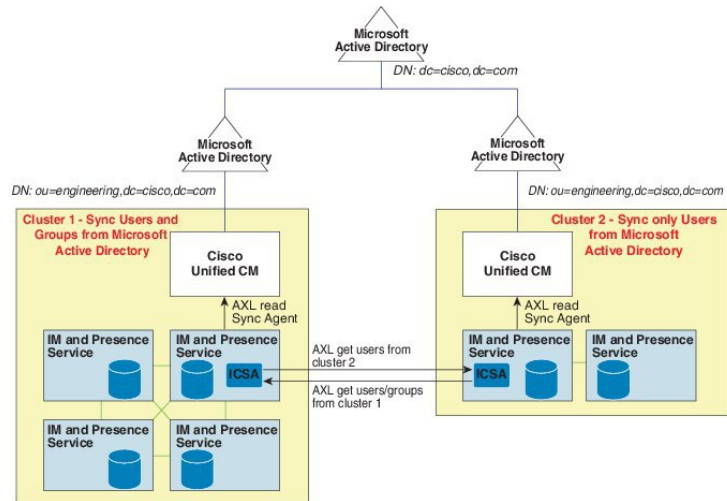 Microsoft
Active Directory
DN: dc=cisco,dc=com
Microsoft
Active Directory
Microsoft
Active Directory
DN: ou=engineering,dc=cisco,dc=com
DN: ou=engineering,dc=cisco,dc=com
Cluster 1 - Sync Users and
Groups from Microsoft
Active Directory
Cisco
Unified CM
AXL read
Sync Agent
IM and Presence
Service
IM and Presence
Service
ICSA
IM and Presence
Service
IM and Presence
Service
AXL get users from
cluster 2
AXL get users/groups
from cluster 1
Cluster 2 - Sync only Users
from Microsoft
Active Directory
Cisco
Unified CM
AXL read
Sync Agent
IM and Presence
Service
ICSA
IM and Presence
Service